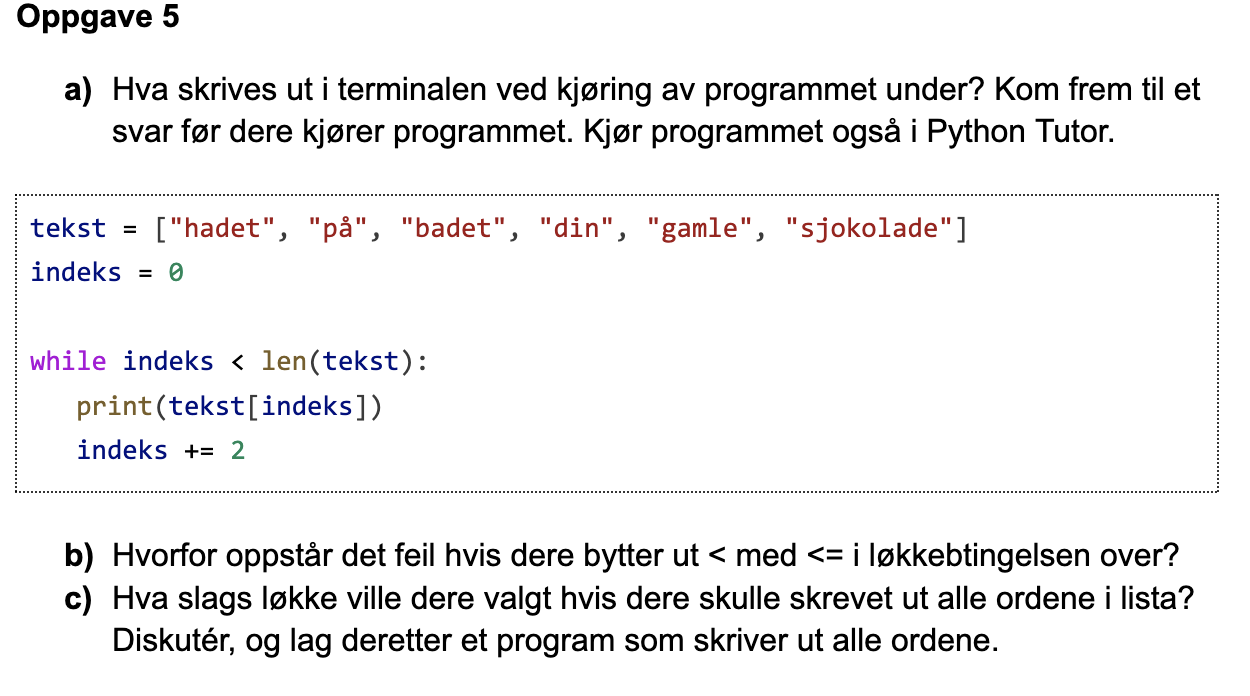 Oppgave 5
a) Hva skrives ut i terminalen ved kjøring av programmet under? Kom frem til et
svar før dere kjører programmet. Kjør programmet også i Python Tutor.
tekst = ["hadet", "på", "badet", "din", "gamle", "sjokolade"]
indeks = 0
while indeks < len(tekst):
print(tekst[indeks])
indeks += 2
b) Hvorfor oppstår det feil hvis dere bytter ut < med <= i løkkebtingelsen over?
c) Hva slags løkke ville dere valgt hvis dere skulle skrevet ut alle ordene i lista?
Diskutér, og lag deretter et program som skriver ut alle ordene.